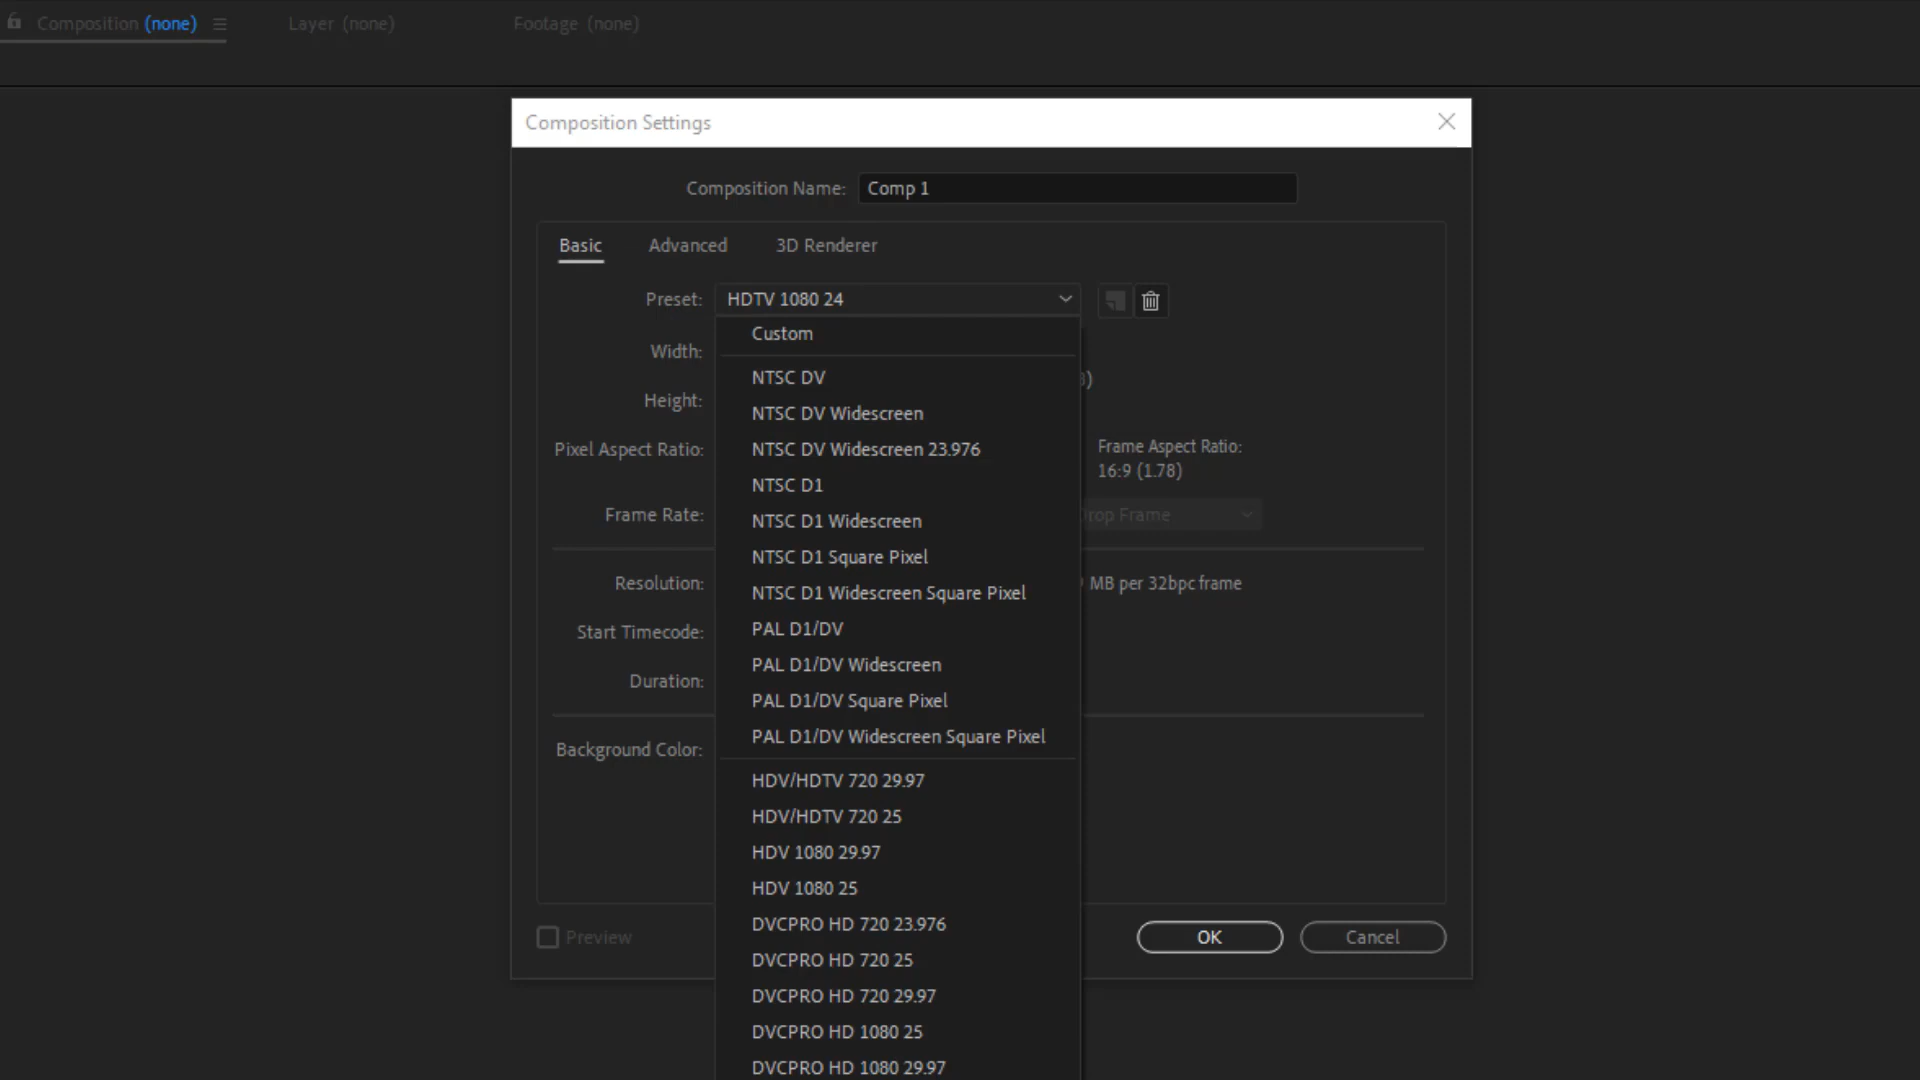 Composition (none)
Layer (none)
Footage (none)
Composition Settings
Composition Name: Comp 1
Basic
Advanced
3D Renderer
Preset: HDTV 1080 24
Custom
Width:
NTSC DV
3)
Height:
NTSC DV Widescreen
Pixel Aspect Ratio:
NTSC DV Widescreen 23.976
Frame Aspect Ratio:
16:9 (1.78)
NTSC D1
Frame Rate:
NTSC D1 Widescreen
Drop Frame
NTSC D1 Square Pixel
Resolution:
NTSC D1 Widescreen Square Pixel
MB per 32bpc frame
Start Timecode:
PAL D1/DV
PAL D1/DV Widescreen
Duration:
PAL D1/DV Square Pixel
Background Color:
PAL D1/DV Widescreen Square Pixel
HDV/HDTV 720 29.97
HDV/HDTV 720 25
HDV 1080 29.97
HDV 1080 25
DVCPRO HD 720 23.976
Preview
OK
Cancel
DVCPRO HD 720 25
DVCPRO HD 720 29.97
DVCPRO HD 1080 25
DVCPRO HD 1080 29.97